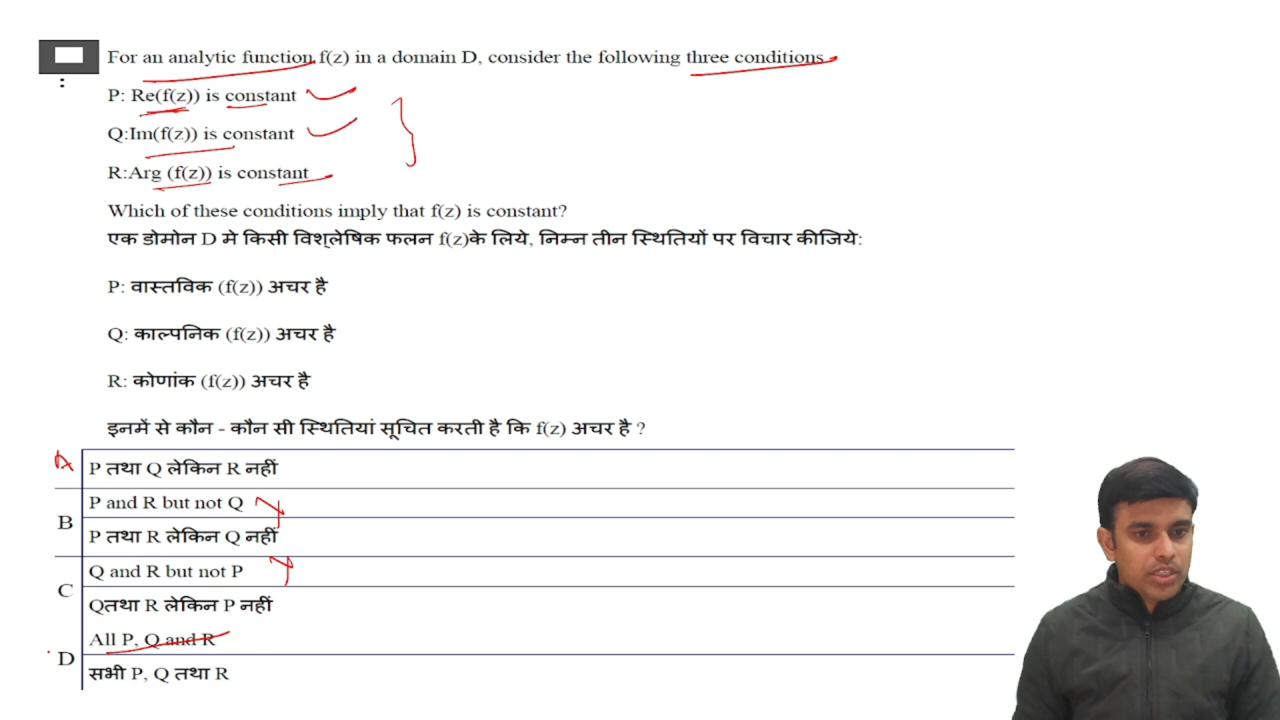 For an analytic function f(z) in a domain D, consider the following three conditions
P: Re(f(z)) is constant
Q:Im(f(z)) is constant
R:Arg (f(z)) is constant
Which of these conditions imply that f(z) is constant?
एक डोमोन D मे किसी विश्लेषिक फलन f(z)के लिये, निम्न तीन स्थितियों पर विचार कीजिये:
P: वास्तविक (f(z)) अचर है
Q: काल्पनिक (f(z)) अचर है
R: कोणांक (f(z)) अचर है
इनमें से कौन - कौन सी स्थितियां सूचित करती है कि f(z) अचर है ?
A P तथा Q लेकिन R नहीं
P and R but not Q
B
P तथा R लेकिन Q नहीं
Q and R but not P
C
Qतथा R लेकिन P नहीं
All P, Q and R
D
सभी P, Q तथा R